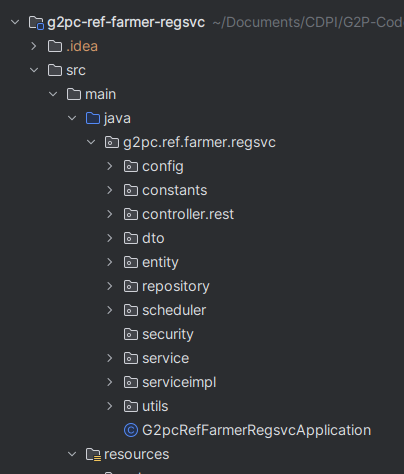 g2pc-ref-farmer-regsvc ~/Documents/CDPI/G2P-Cod
.idea
src
main
java
g2pc.ref.farmer.regsvc
config
constants
controller.rest
dto
entity
repository
scheduler
security
service
serviceimpl
utils
G2pcRefFarmerRegsvcApplication
resources